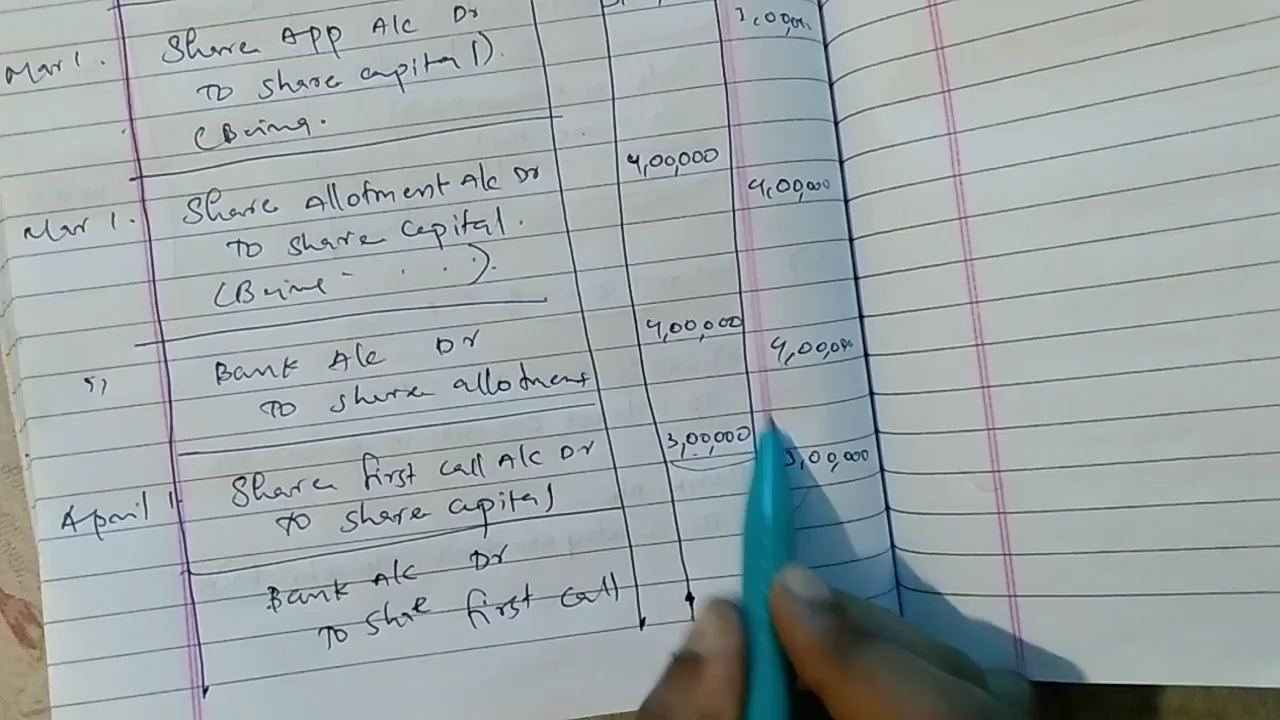 Mar 1. Share App A/c Dr
To share capital). 3,00,000
(Being.
Mar 1. Share Allotment A/c Dr 4,00,000
To share capital. 4,00,000
(Being - . . .).
,, Bank A/c Dr 4,00,000
To share allotment 4,00,000
April 1 Share first call A/c Dr 3,00,000
To share capital 3,00,000
Bank A/c Dr
To share first call